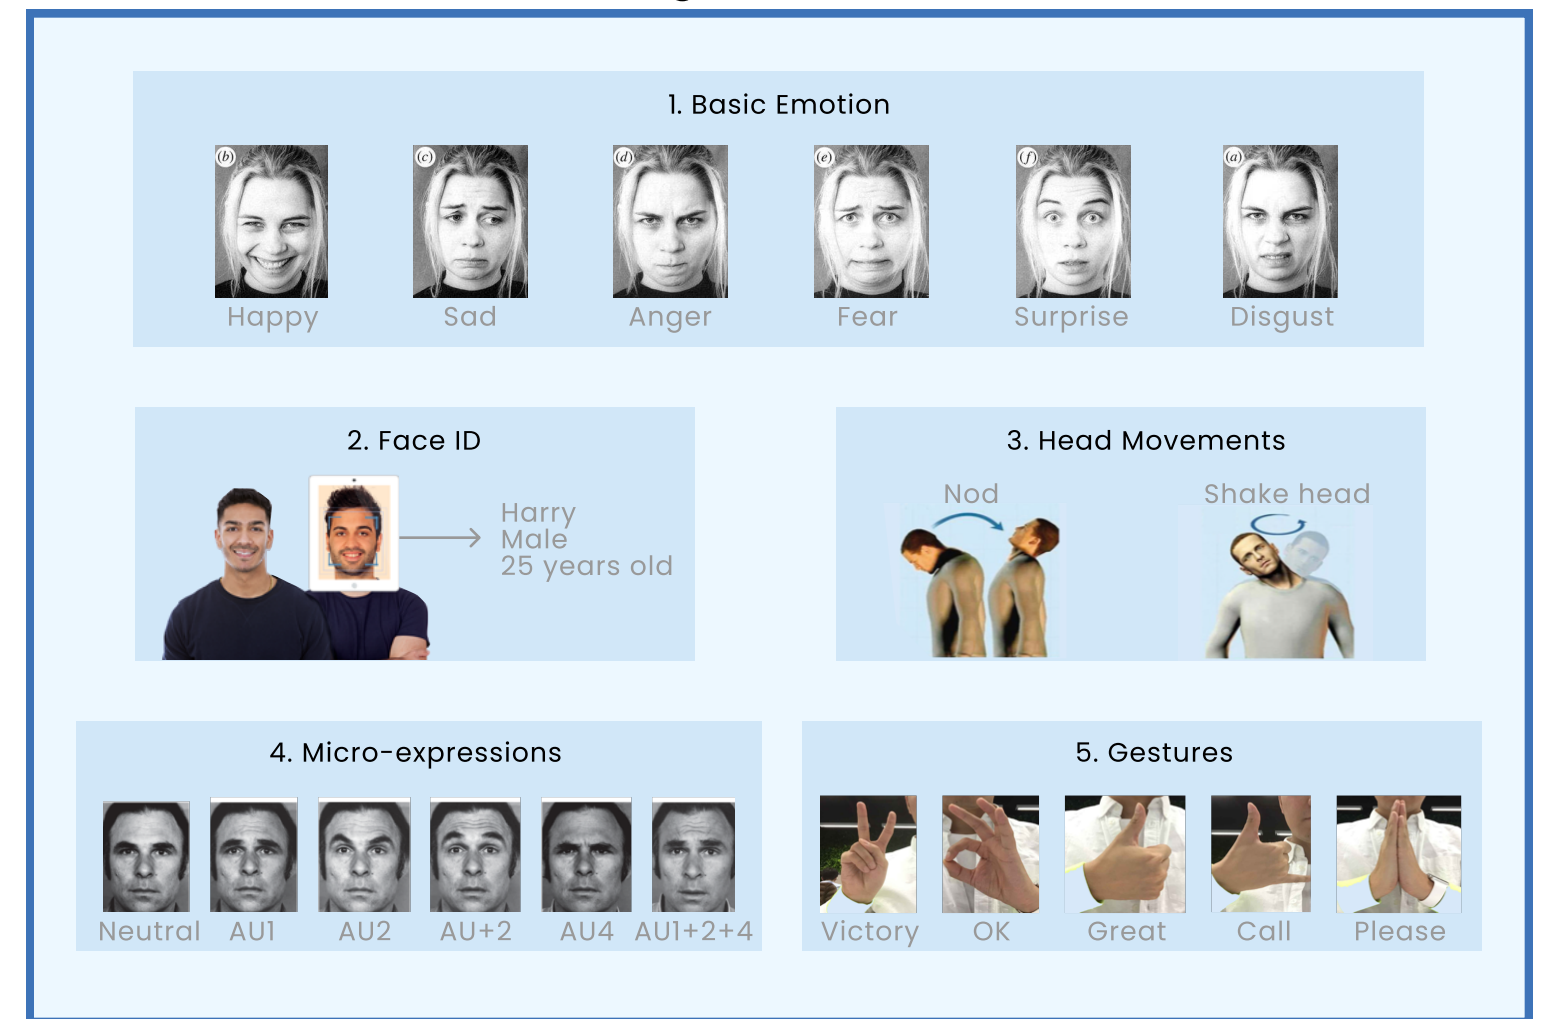 1. Basic Emotion
(b)
(c)
(d)
(e)
(f)
(a)
Happy
Sad
Anger
Fear
Surprise
Disgust
2. Face ID
Harry
Male
25 years old
3. Head Movements
Nod
Shake head
4. Micro-expressions
Neutral
AU1
AU2
AU+2
AU4
AU1+2+4
5. Gestures
Victory
OK
Great
Call
Please